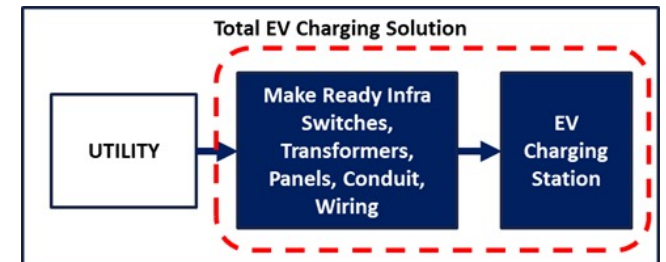 Total EV Charging Solution
UTILITY
Make Ready Infra
Switches,
Transformers,
Panels, Conduit,
Wiring
EV
Charging
Station